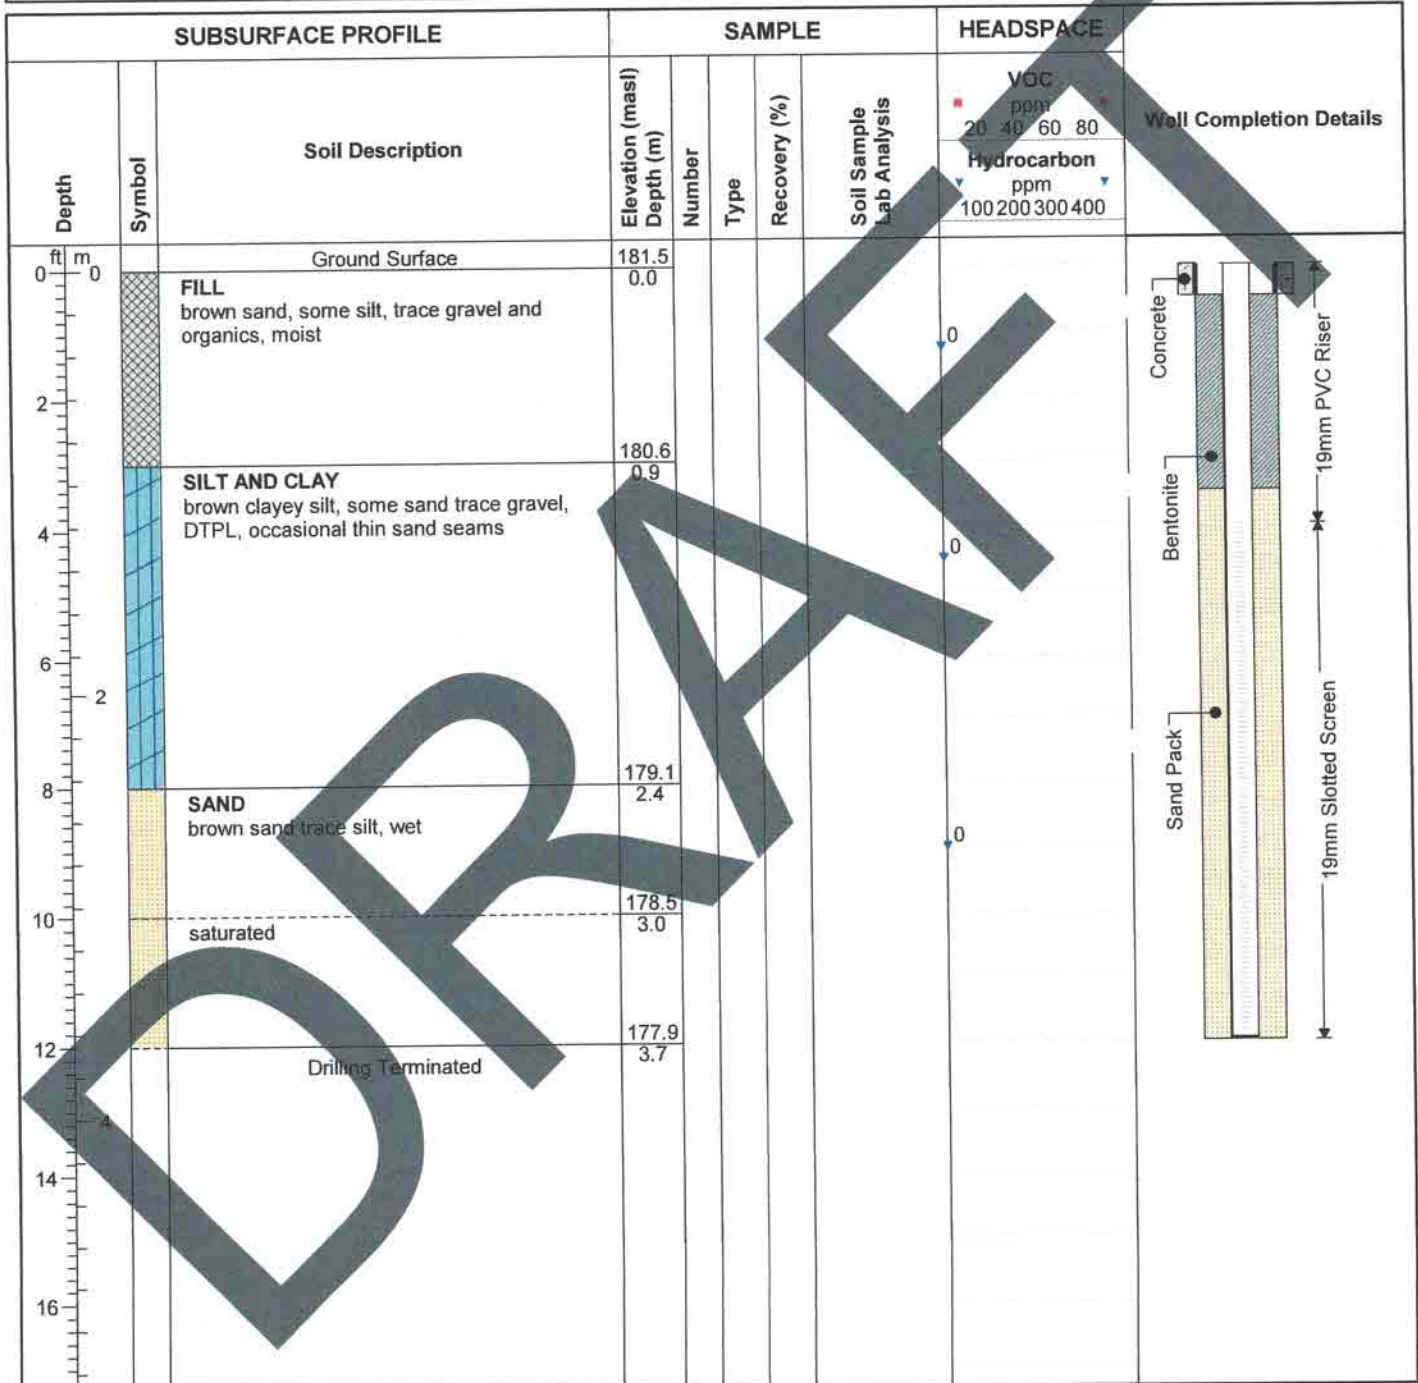 SUBSURFACE PROFILE
SAMPLE
HEADSPACE
Depth
Symbol
Soil Description
Elevation (masl)
Depth (m)
Number
Type
Recovery (%)
Soil Sample
Lab Analysis
VOC
ppm
20 40 60 80
Hydrocarbon
ppm
100 200 300 400
Well Completion Details
ft m
Ground Surface
181.5
0.0
0 0
FILL
brown sand, some silt, trace gravel and
organics, moist
0
2
180.6
0.9
SILT AND CLAY
brown clayey silt, some sand trace gravel,
DTPL, occasional thin sand seams
4
0
6
2
179.1
2.4
8
SAND
brown sand trace silt, wet
0
178.5
3.0
10
saturated
177.9
3.7
12
Drilling Terminated
4
14
16
Concrete
Bentonite
Sand Pack
19mm PVC Riser
19mm Slotted Screen
DRAFT